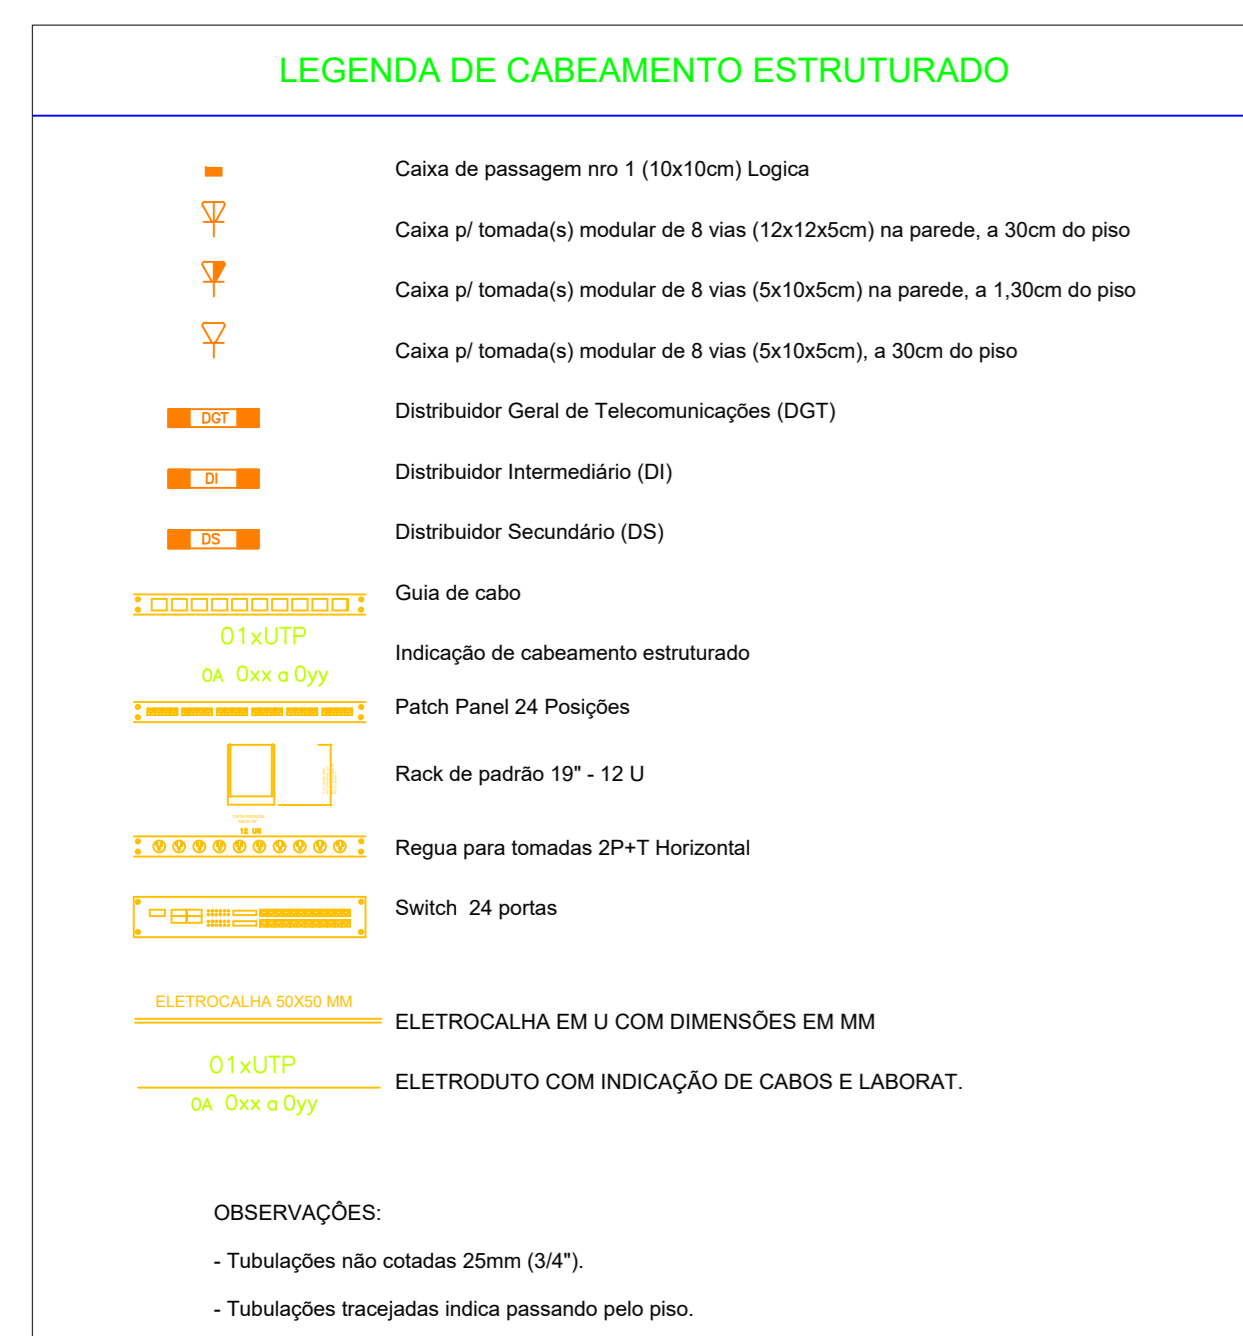 LEGENDA DE CABEAMENTO ESTRUTURADO
Caixa de passagem nro 1 (10x10cm) Logica
Caixa p/ tomada(s) modular de 8 vias (12x12x5cm) na parede, a 30cm do piso
Caixa p/ tomada(s) modular de 8 vias (5x10x5cm) na parede, a 1,30cm do piso
Caixa p/ tomada(s) modular de 8 vias (5x10x5cm), a 30cm do piso
DGT Distribuidor Geral de Telecomunicações (DGT)
DI Distribuidor Intermediário (DI)
DS Distribuidor Secundário (DS)
Guia de cabo
01xUTP
Indicação de cabeamento estruturado
0A 0xx a 0yy
Patch Panel 24 Posições
Rack de padrão 19" - 12 U
12 UN
Regua para tomadas 2P+T Horizontal
Switch 24 portas
ELETROCALHA 50X50 MM
ELETROCALHA EM U COM DIMENSÕES EM MM
01xUTP
ELETRODUTO COM INDICAÇÃO DE CABOS E LABORAT.
0A 0xx a 0yy
OBSERVAÇÔES:
- Tubulações não cotadas 25mm (3/4").
- Tubulações tracejadas indica passando pelo piso.